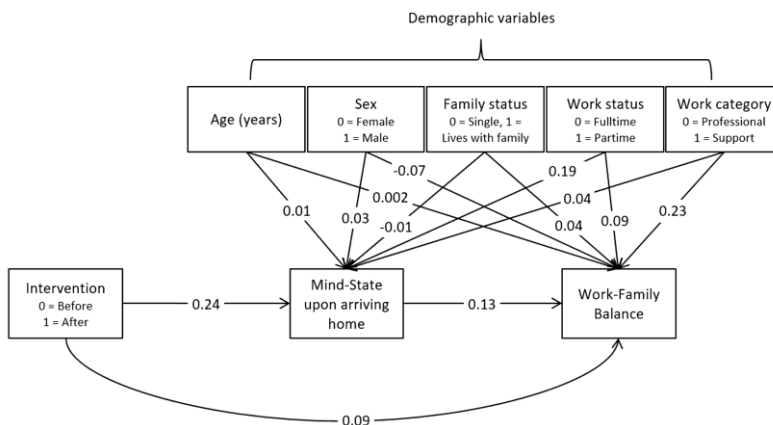 Demographic variables
Age (years)
Sex
0 = Female
1 = Male
Family status
0 = Single, 1 =
Lives with family
Work status
0 = Fulltime
1 = Partime
Work category
0 = Professional
1 = Support
-0.07
0.19
0.002
0.04
0.01
0.03
-0.01
0.04
0.09
0.23
Intervention
0 = Before
1 = After
0.24
Mind-State
upon arriving
home
0.13
Work-Family
Balance
0.09